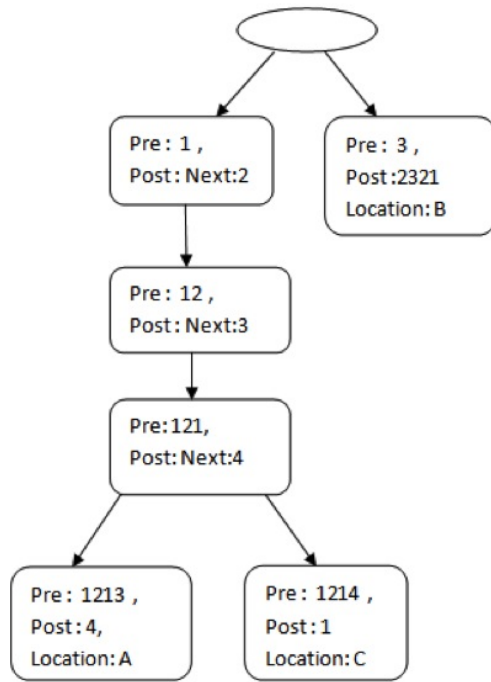 Pre: 1 ,
Post: Next:2
Pre: 3 ,
Post:2321
Location:B
Pre: 12 ,
Post: Next:3
Pre:121,
Post: Next:4
Pre: 1213 ,
Post: 4,
Location:A
Pre: 1214 ,
Post: 1
Location:C